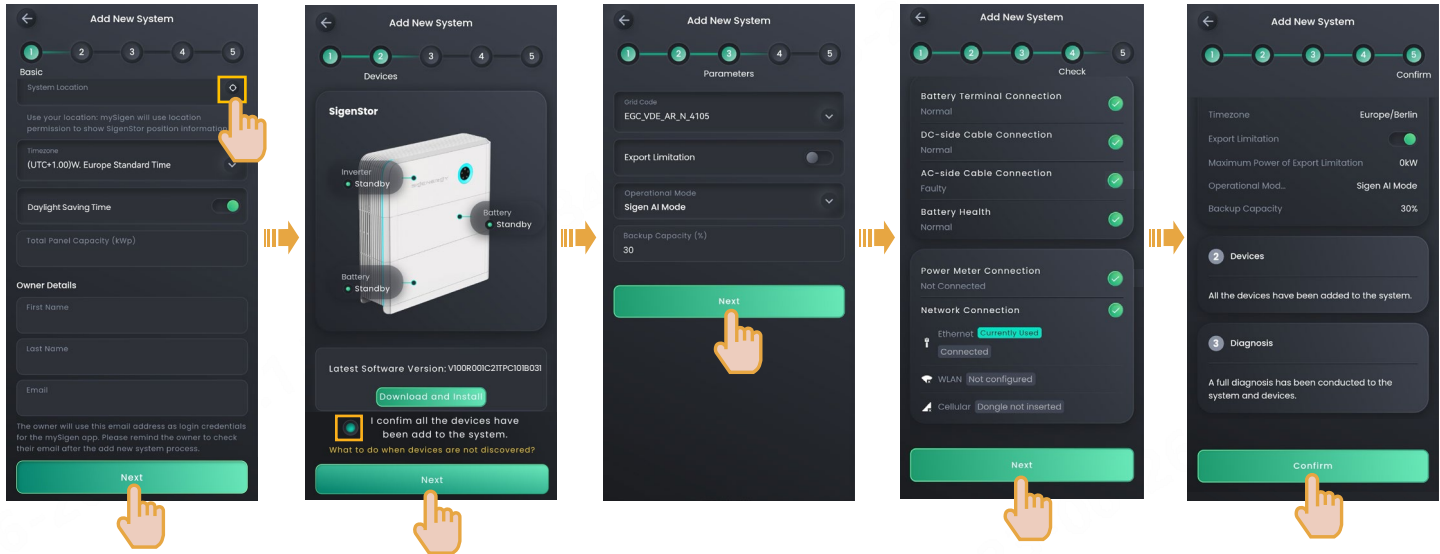 Add New System
1
2
3
4
5
Basic
System Location
Use your location: mySigen will use location
permission to show SigenStor position information
Timezone
(UTC+1.00)W. Europe Standard Time
Daylight Saving Time
Total Panel Capacity (kWp)
Owner Details
First Name
Last Name
Email
The owner will use this email address as login credentials
for the mySigen app. Please remind the owner to check
their email after the add new system process.
Next
Add New System
1
2
3
4
5
Devices
SigenStor
Inverter
Standby
Battery
Standby
Battery
Standby
Latest Software Version: V100R001C21TPC101B031
Download and Install
I confim all the devices have
been add to the system.
What to do when devices are not discovered?
Next
Add New System
1
2
3
4
5
Parameters
Grid Code
EGC_VDE_AR_N_4105
Export Limitation
Operational Mode
Sigen AI Mode
Backup Capacity (%)
30
Next
Add New System
1
2
3
4
5
Check
Battery Terminal Connection
Normal
DC-side Cable Connection
Normal
AC-side Cable Connection
Faulty
Battery Health
Normal
Power Meter Connection
Not Connected
Network Connection
Ethernet Currently Used
Connected
WLAN Not configured
Cellular Dongle not inserted
Next
Add New System
1
2
3
4
5
Confirm
Timezone Europe/Berlin
Export Limitation
Maximum Power of Export Limitation 0kW
Operational Mod... Sigen AI Mode
Backup Capacity 30%
2 Devices
All the devices have been added to the system.
3 Diagnosis
A full diagnosis has been conducted to the
system and devices.
Confirm